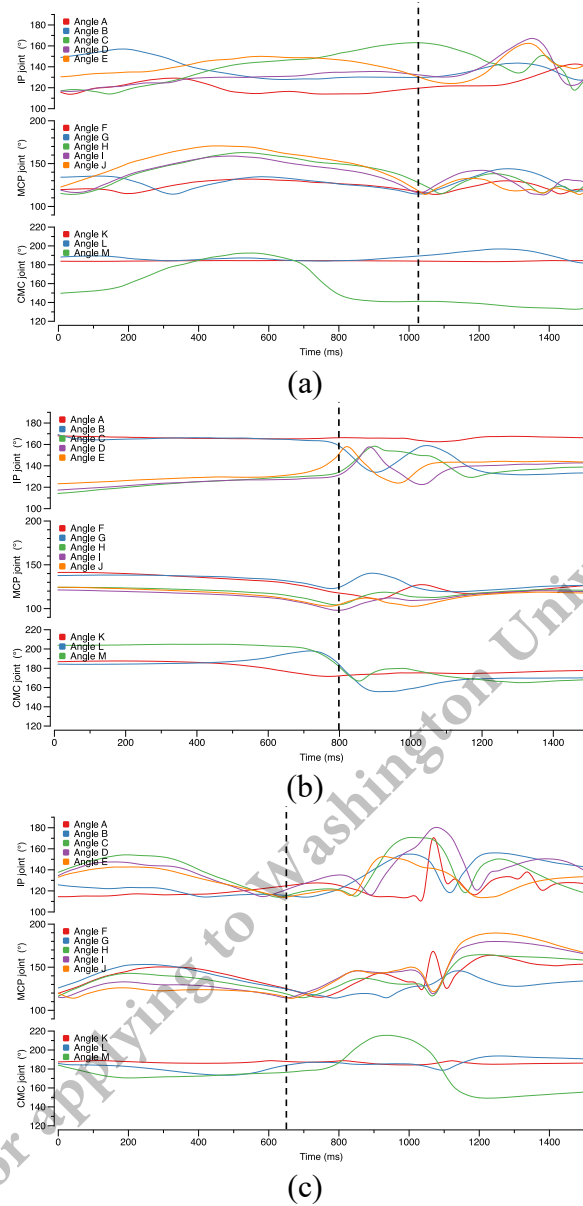 180
160
140
120
100
IP joint (°)
Angle A
Angle B
Angle C
Angle D
Angle E
200
150
100
MCP joint (°)
Angle F
Angle G
Angle H
Angle I
Angle J
220
200
180
160
140
120
CMC joint (°)
Angle K
Angle L
Angle M
0 200 400 600 800 1000 1200 1400
Time (ms)
(a)
180
160
140
120
100
IP joint (°)
Angle A
Angle B
Angle C
Angle D
Angle E
200
150
100
MCP joint (°)
Angle F
Angle G
Angle H
Angle I
Angle J
220
200
180
160
140
120
CMC joint (°)
Angle K
Angle L
Angle M
0 200 400 600 800 1000 1200 1400
Time (ms)
(b)
180
160
140
120
100
IP joint (°)
Angle A
Angle B
Angle C
Angle D
Angle E
200
150
100
MCP joint (°)
Angle F
Angle G
Angle H
Angle I
Angle J
220
200
180
160
140
120
CMC joint (°)
Angle K
Angle L
Angle M
0 200 400 600 800 1000 1200 1400
Time (ms)
(c)
or applying to Washington Univ